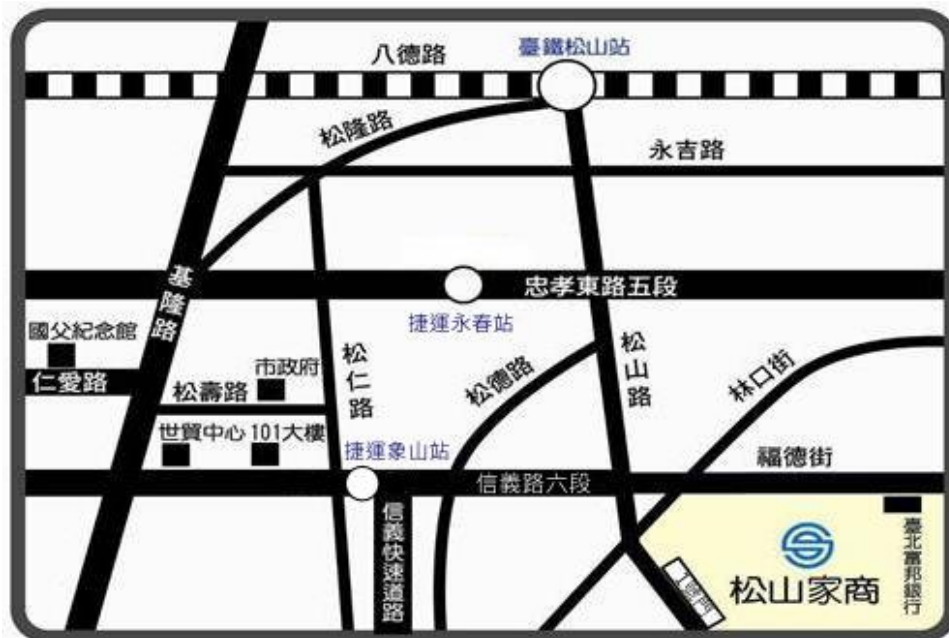 臺鐵松山站
八德路
松隆路
永吉路
基隆路
忠孝東路五段
捷運永春站
國父紀念館
仁愛路
市政府
松壽路
松仁路
松德路
松山路
林口街
世貿中心
101大樓
捷運象山站
信義路六段
福德街
信義快速道路
1號門
松山家商
臺北富邦銀行